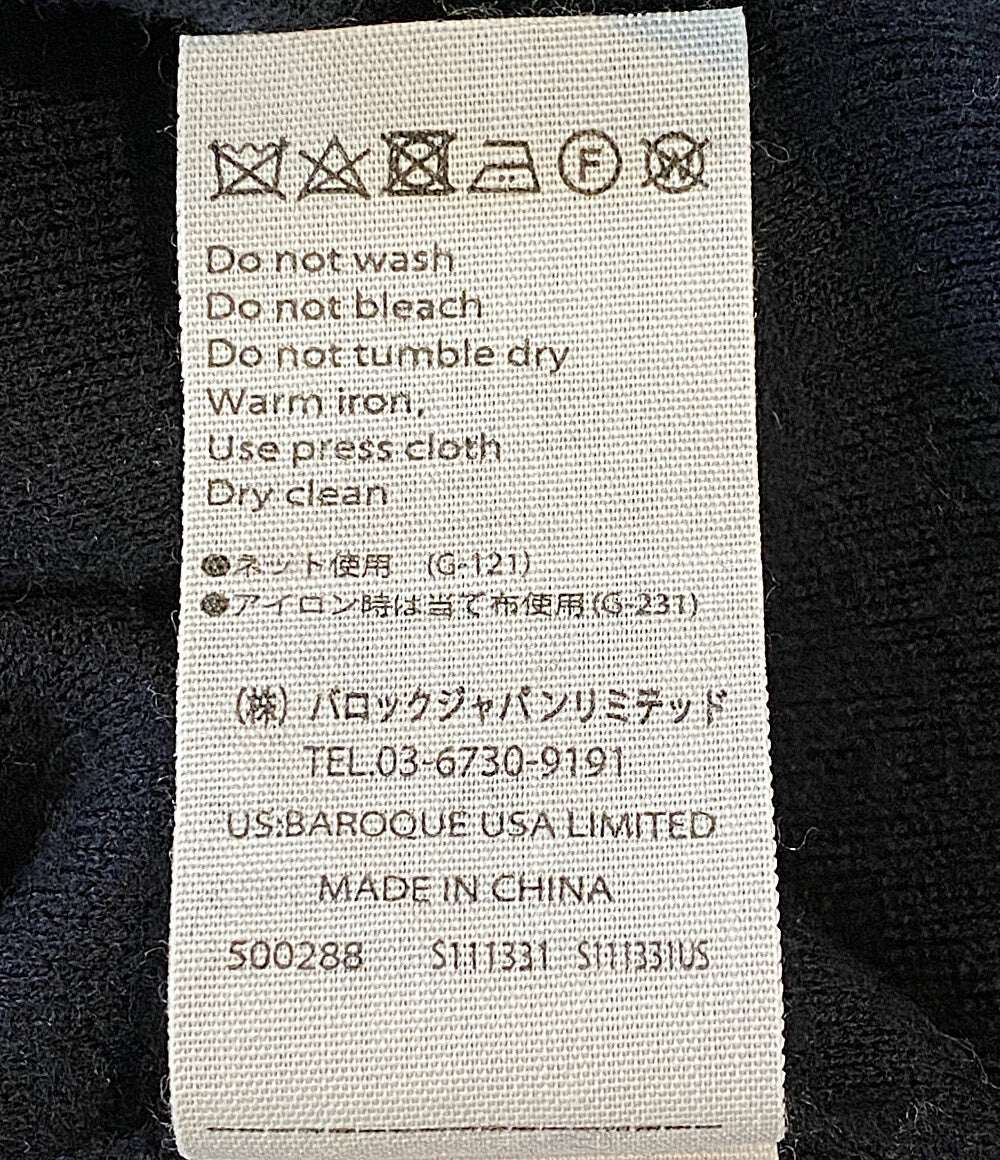 F W
Do not wash
Do not bleach
Do not tumble dry
Warm iron,
Use press cloth
Dry clean
●ネット使用 (G-121)
●アイロン時は当て布使用(G-231)
(株) バロックジャパンリミテッド
TEL.03-6730-9191
US:BAROQUE USA LIMITED
MADE IN CHINA
500288 S111331 S111331US